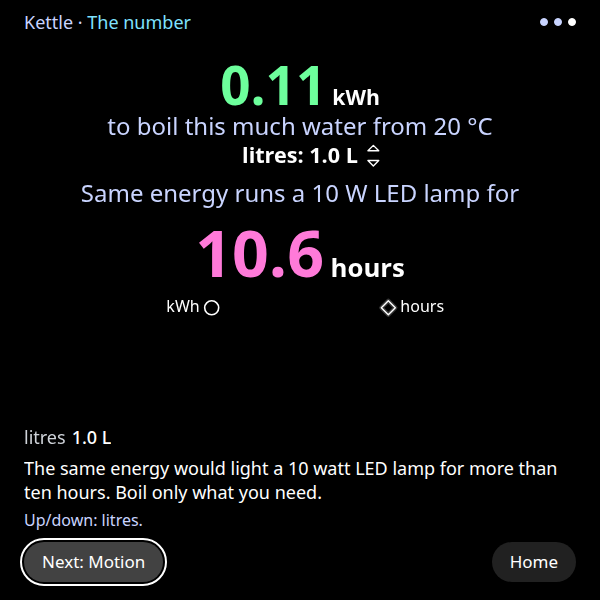 Kettle · The number
0.11 kWh
to boil this much water from 20 °C
litres: 1.0 L
Same energy runs a 10 W LED lamp for
10.6 hours
kWh
hours
litres 1.0 L
The same energy would light a 10 watt LED lamp for more than
ten hours. Boil only what you need.
Up/down: litres.
Next: Motion
Home